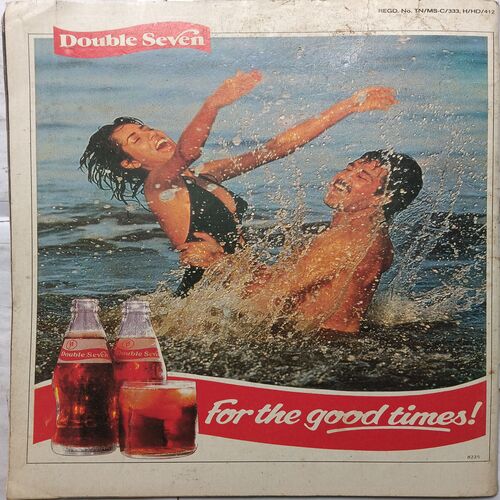 REGD. No. TN/MS-C/333, H/HD/412
Double Seven
Double Seven
Double Seven
For the good times!